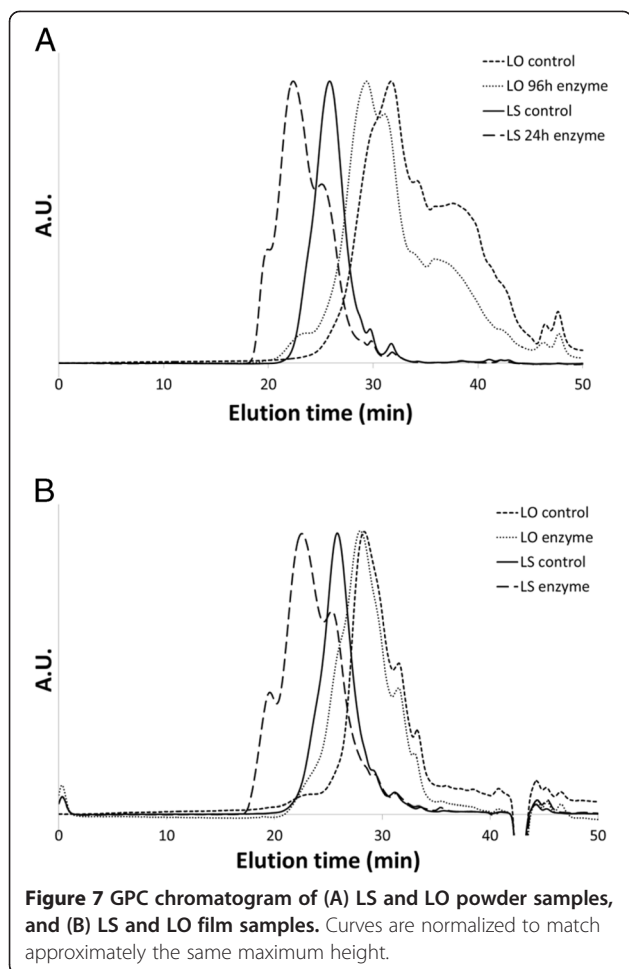 A
LO control
LO 96h enzyme
LS control
LS 24h enzyme
A.U.
0 10 20 30 40 50
Elution time (min)
B
LO control
LO enzyme
LS control
LS enzyme
A.U.
0 10 20 30 40 50
Elution time (min)
Figure 7 GPC chromatogram of (A) LS and LO powder samples,
and (B) LS and LO film samples. Curves are normalized to match
approximately the same maximum height.